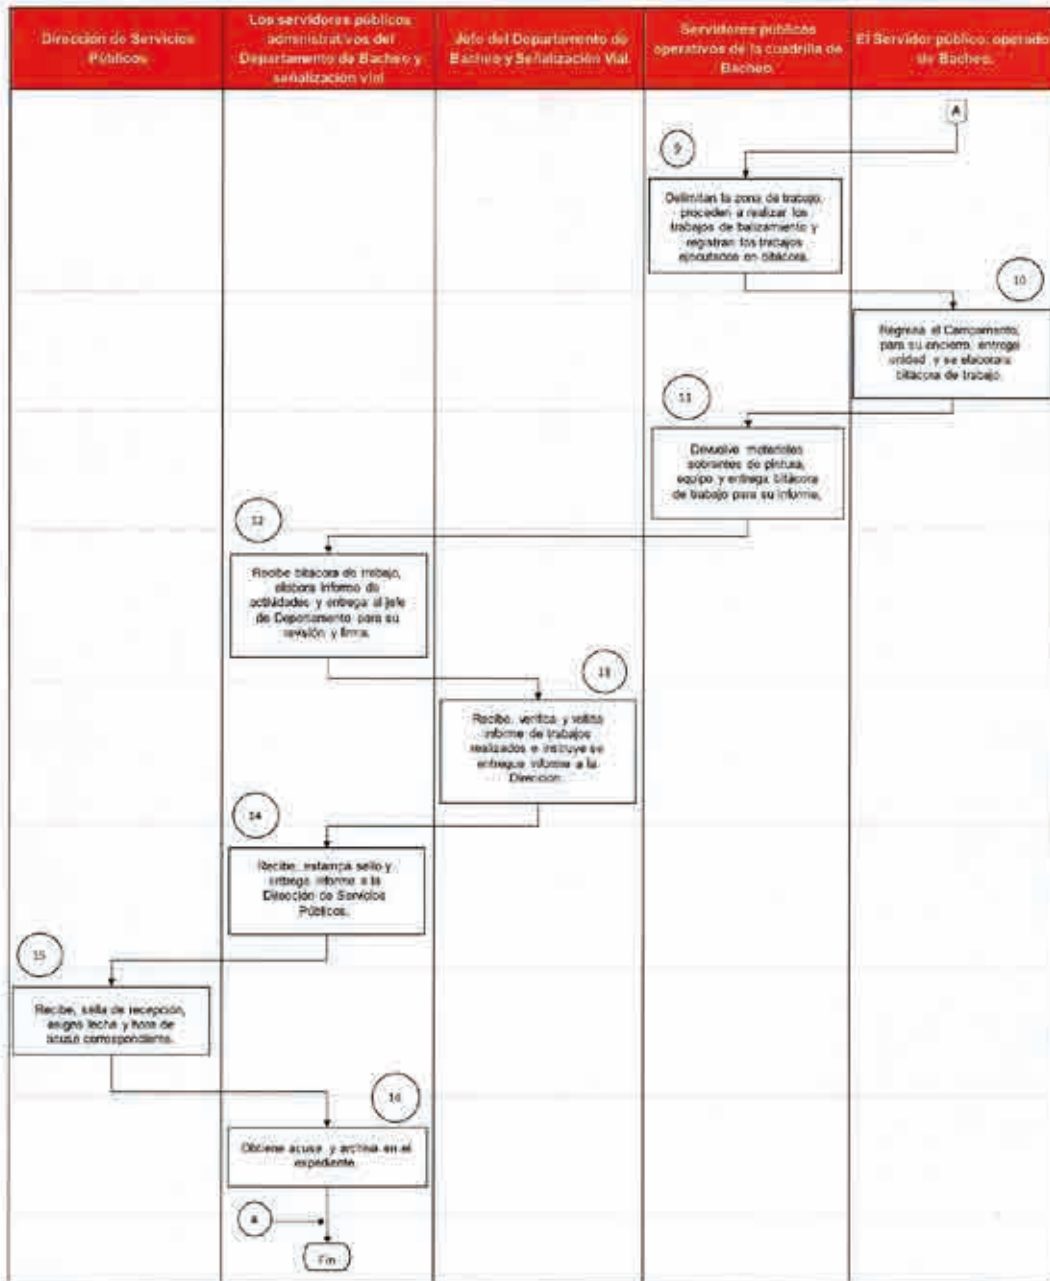 Dirección de Servicios
Públicos
Los servidores públicos
administrativos del
Departamento de Bacheo y
señalización vial
Jefe del Departamento de
Bacheo y Señalización Vial.
Servidores públicos
operativos de la cuadrilla de
Bacheo.
El Servidor público: operado
de Bacheo.
A
9
Delimitan la zona de trabajo,
proceden a realizar los
trabajos de balizamiento y
registran los trabajos
ejecutados en bitácora.
10
Regresa al Campamento,
para su encierro, entrega
unidad y se elaborara
bitácora de trabajo.
11
Devuelve materiales
sobrantes de pintura,
equipo y entrega bitácora
de trabajo para su informe.
12
Recibe bitácora de trabajo,
elabora informe de
actividades y entrega al jefe
de Departamento para su
revisión y firma.
13
Recibe, verifica y valida
informe de trabajos
realizados e instruye se
entregue informe a la
Dirección.
14
Recibe, estampa sello y
entrega informe a la
Dirección de Servicios
Públicos.
15
Recibe, sella de recepción,
asigna fecha y hora de
acuse correspondiente.
16
Obtiene acuse y archiva en el
expediente.
Fin